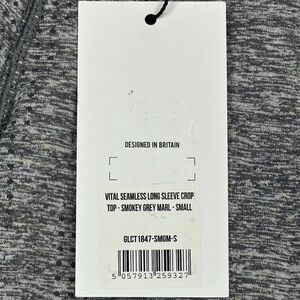 DESIGNED IN BRITAIN
VITAL SEAMLESS LONG SLEEVE CROP
TOP - SMOKEY GREY MARL - SMALL
GLCT1847-SMGM-S
5 057913 259327